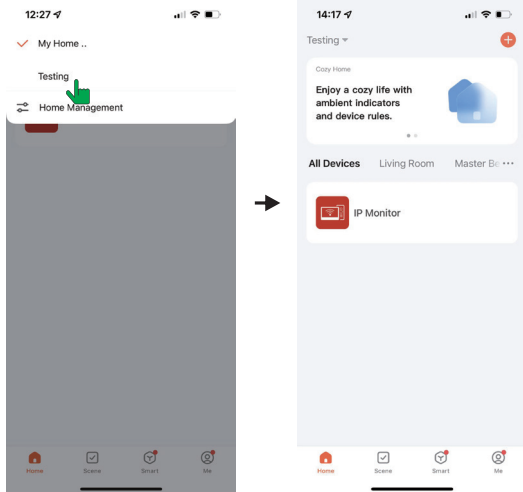 12:27
My Home ..
Testing
Home Management
Home
Scene
Smart
Me
14:17
Testing
Cozy Home
Enjoy a cozy life with
ambient indicators
and device rules.
All Devices Living Room Master Be
IP Monitor
Home
Scene
Smart
Me